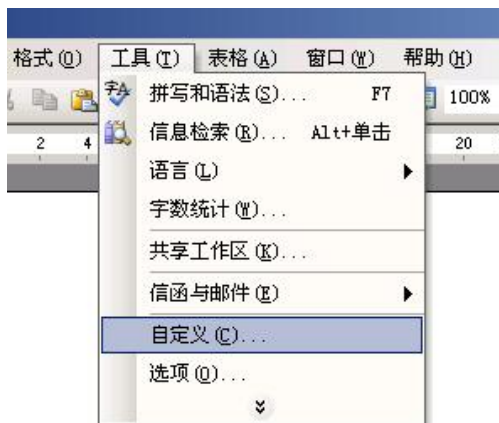 格式(O) 工具(T) 表格(A) 窗口(W) 帮助(H)
拼写和语法(S)... F7
100%
信息检索(R)... Alt+单击
2 4 20
语言(L)
字数统计(W)...
共享工作区(K)...
信函与邮件(E)
自定义(C)...
选项(O)...